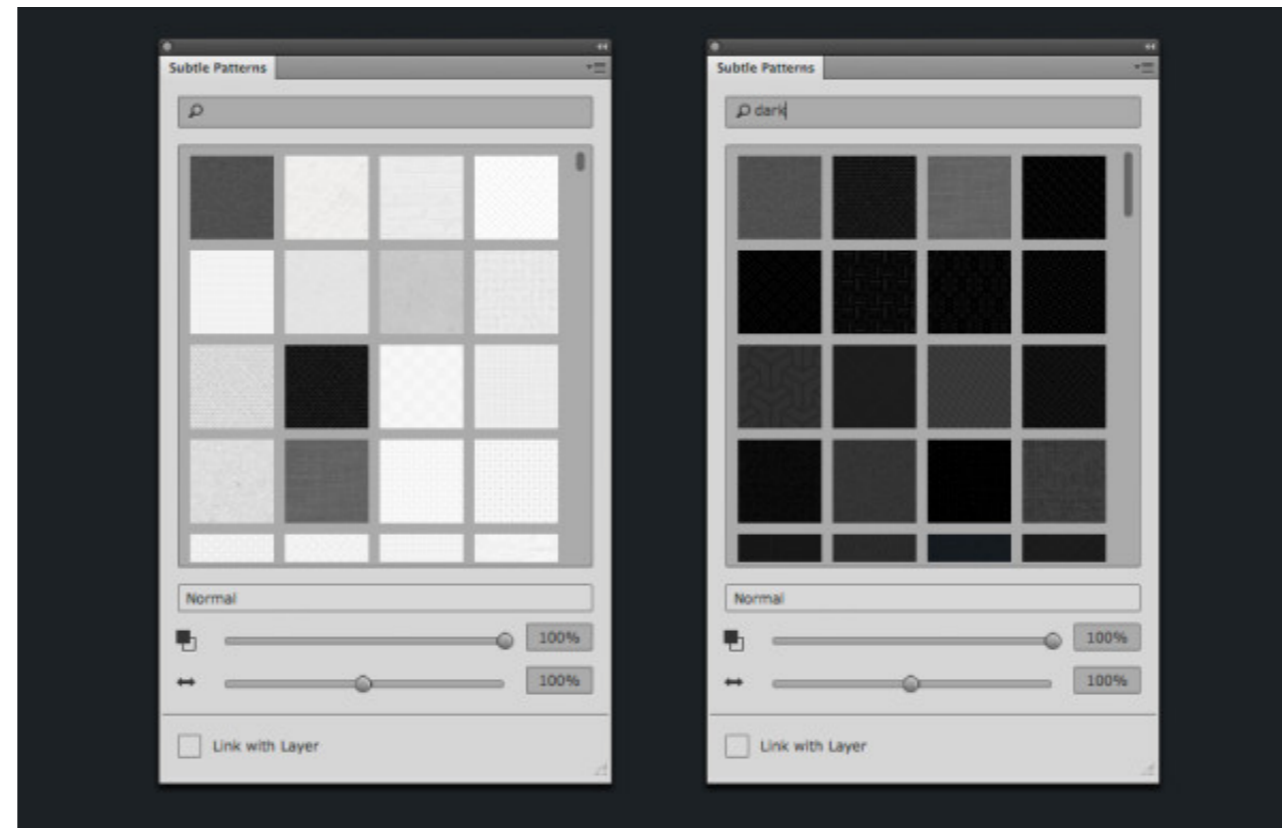 Subtle Patterns
Normal
100%
100%
Link with Layer
Subtle Patterns
dark
Normal
100%
100%
Link with Layer